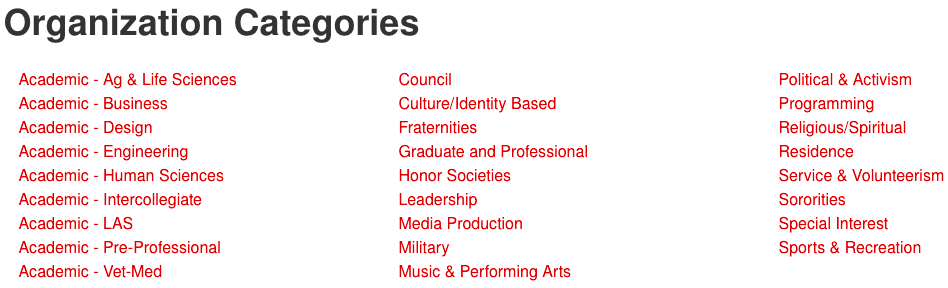 Organization Categories
Academic - Ag & Life Sciences
Academic - Business
Academic - Design
Academic - Engineering
Academic - Human Sciences
Academic - Intercollegiate
Academic - LAS
Academic - Pre-Professional
Academic - Vet-Med
Council
Culture/Identity Based
Fraternities
Graduate and Professional
Honor Societies
Leadership
Media Production
Military
Music & Performing Arts
Political & Activism
Programming
Religious/Spiritual
Residence
Service & Volunteerism
Sororities
Special Interest
Sports & Recreation